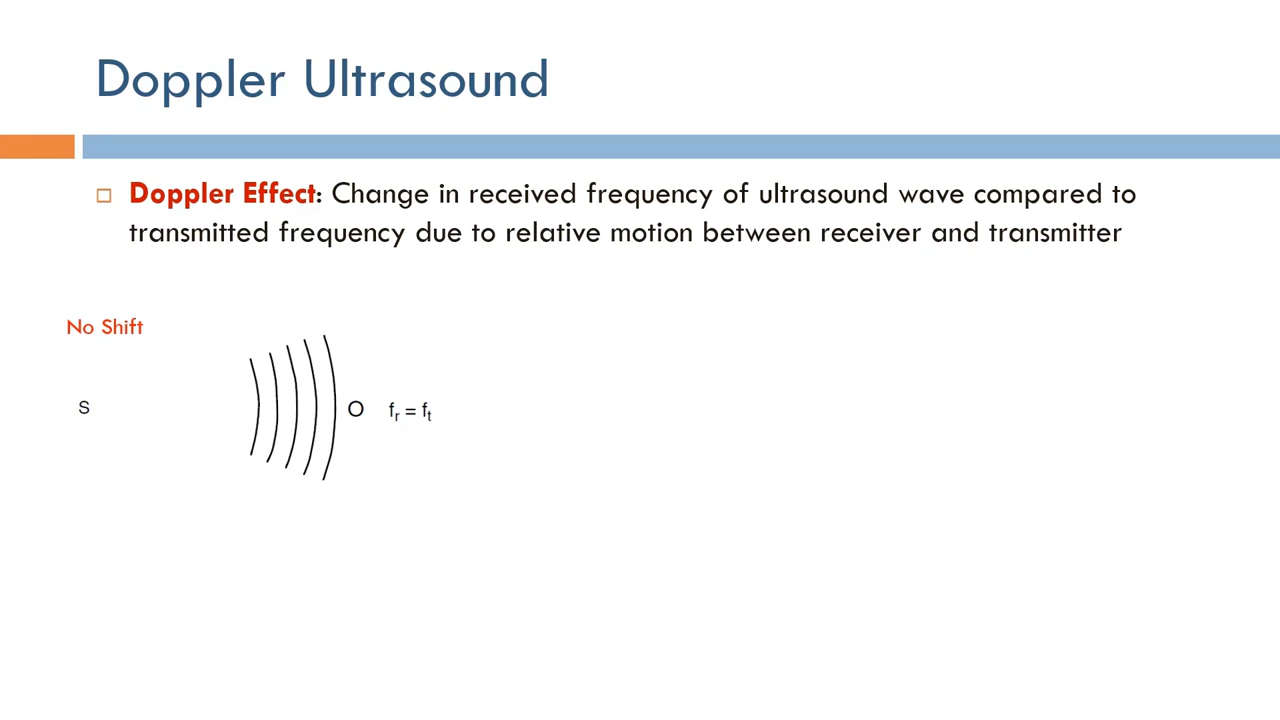 Doppler Ultrasound
Doppler Effect: Change in received frequency of ultrasound wave compared to
transmitted frequency due to relative motion between receiver and transmitter
No Shift
S
O fr = ft